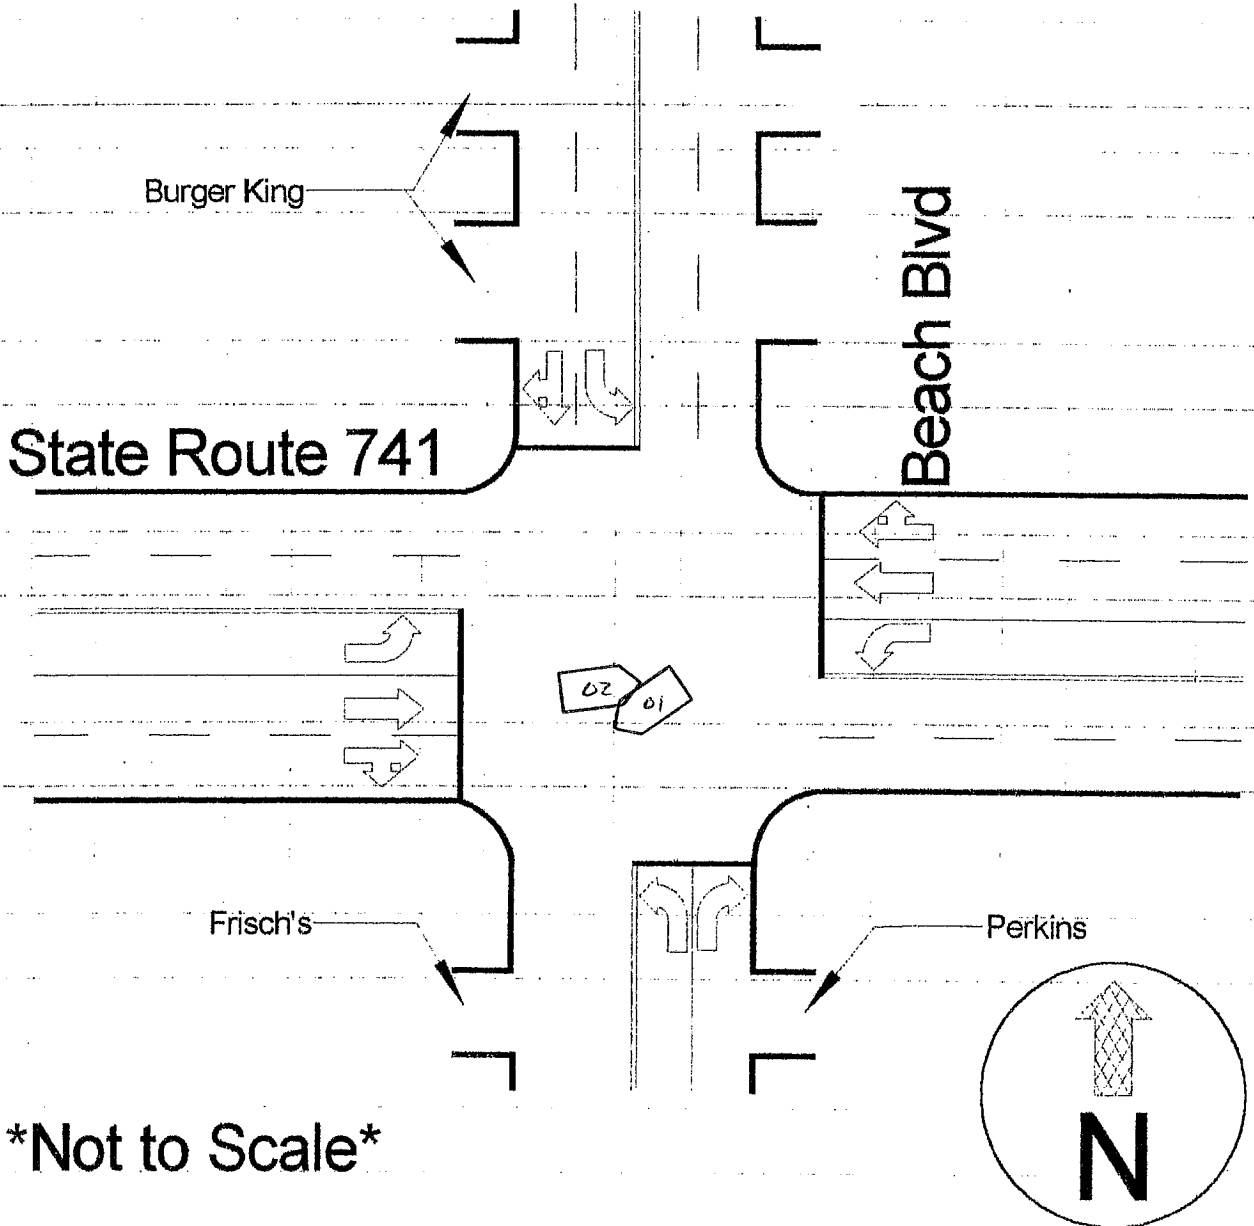 Burger King
Beach Blvd
State Route 741
02
01
Frisch's
Perkins
*Not to Scale*
N